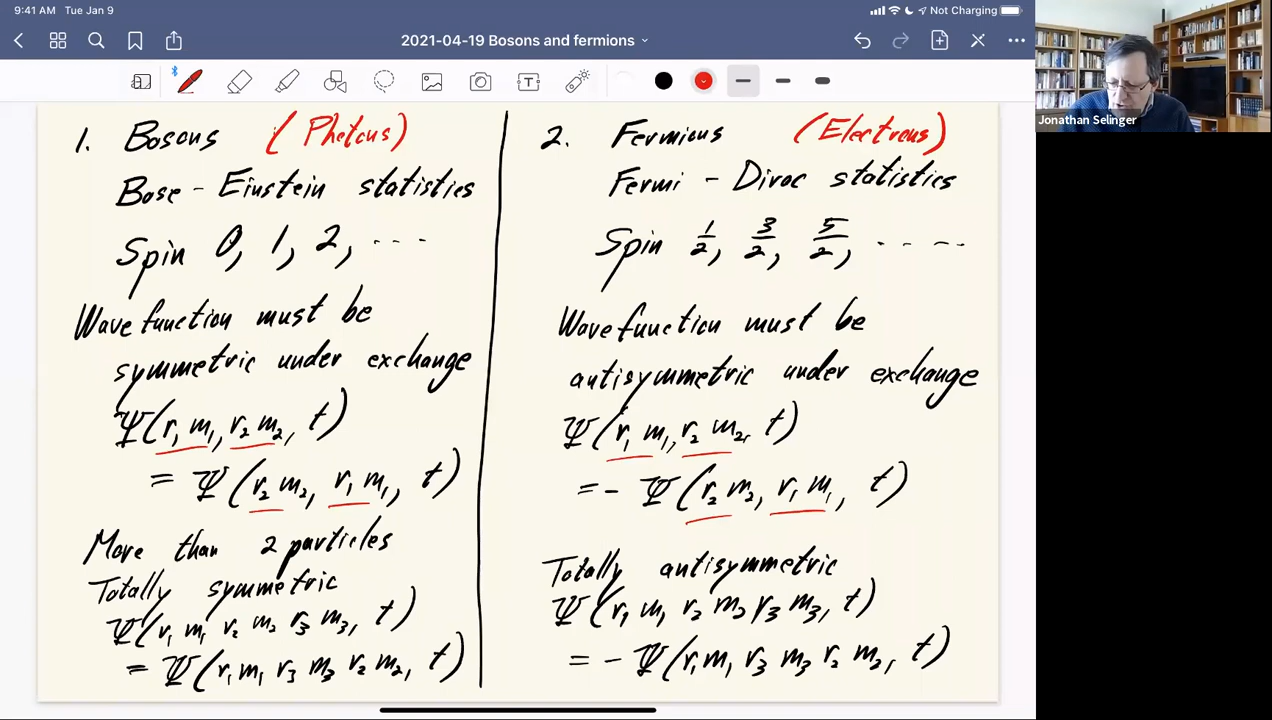 9:41 AM Tue Jan 9
Not Charging
2021-04-19 Bosons and fermions
T
Jonathan Selinger
1. Bosons (Photons)
Bose - Einstein statistics
Spin 0, 1, 2, ...
Wavefunction must be
symmetric under exchange
Ψ(r₁ m₁, r₂ m₂, t)
= Ψ(r₂ m₂, r₁ m₁, t)
More than 2 particles
Totally symmetric
Ψ(r₁ m₁ r₂ m₂ r₃ m₃, t)
= Ψ(r₁ m₁ r₃ m₃ r₂ m₂, t)
2. Fermions (Electrons)
Fermi - Dirac statistics
Spin 1/2, 3/2, 5/2, .....
Wavefunction must be
antisymmetric under exchange
Ψ(r₁ m₁, r₂ m₂, t)
= - Ψ(r₂ m₂, r₁ m₁, t)
Totally antisymmetric
Ψ(r₁ m₁ r₂ m₂ r₃ m₃, t)
= - Ψ(r₁ m₁ r₃ m₃ r₂ m₂, t)